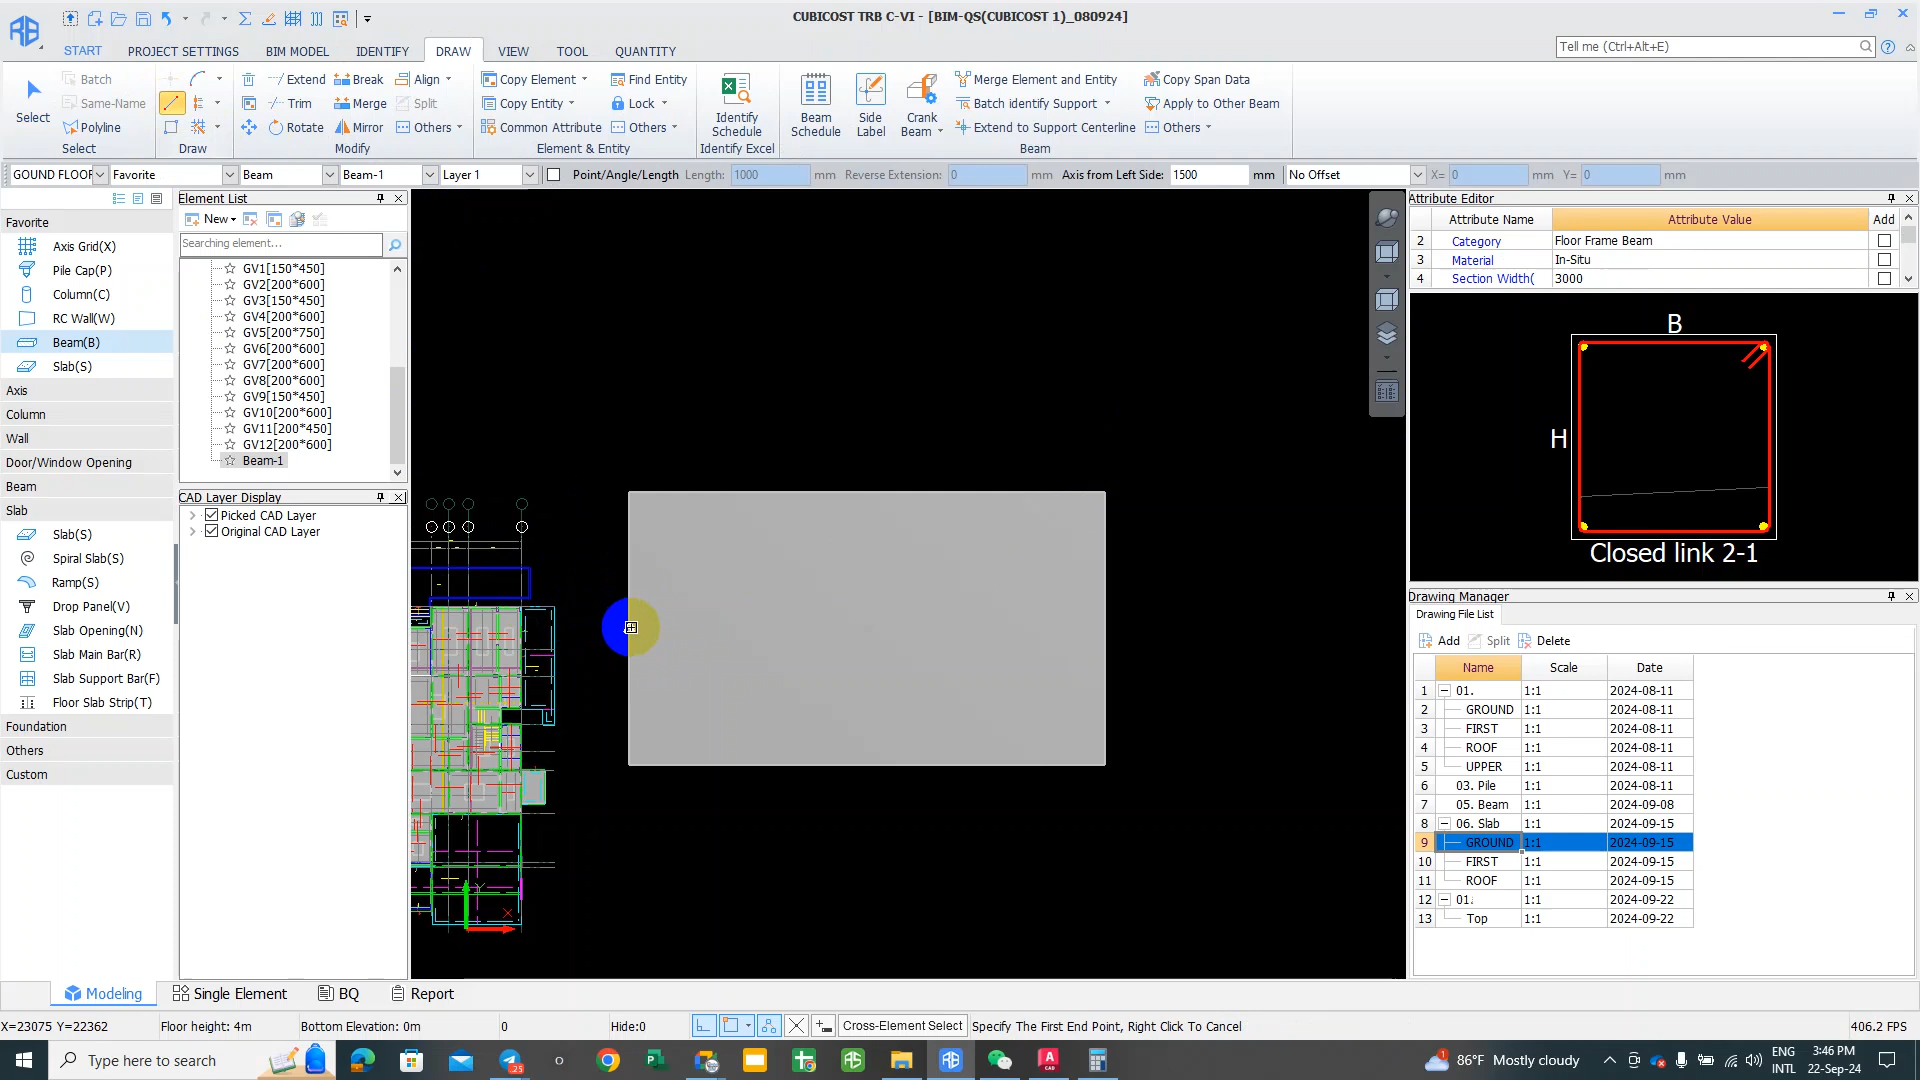 CUBICOST TRB C-VI - [BIM-QS(CUBICOST 1)_080924]
START PROJECT SETTINGS BIM MODEL IDENTIFY DRAW VIEW TOOL QUANTITY
Tell me (Ctrl+Alt+E)
Select
Batch
Same-Name
Polyline
Select
Draw
Extend Break Align
Trim Merge Split
Rotate Mirror Others
Modify
Copy Element Find Entity
Copy Entity Lock
Common Attribute Others
Element & Entity
Identify Schedule
Identify Excel
Beam Schedule
Side Label
Crank Beam
Merge Element and Entity Copy Span Data
Batch identify Support Apply to Other Beam
Extend to Support Centerline Others
Beam
GOUND FLOOR Favorite Beam Beam-1 Layer 1 Point/Angle/Length Length: 1000 mm Reverse Extension: 0 mm Axis from Left Side: 1500 mm No Offset X= 0 mm Y= 0 mm
Favorite
Axis Grid(X)
Pile Cap(P)
Column(C)
RC Wall(W)
Beam(B)
Slab(S)
Axis
Column
Wall
Door/Window Opening
Beam
Slab
Slab(S)
Spiral Slab(S)
Ramp(S)
Drop Panel(V)
Slab Opening(N)
Slab Main Bar(R)
Slab Support Bar(F)
Floor Slab Strip(T)
Foundation
Others
Custom
Element List
New
Searching element...
GV1[150*450]
GV2[200*600]
GV3[150*450]
GV4[200*600]
GV5[200*750]
GV6[200*600]
GV7[200*600]
GV8[200*600]
GV9[150*450]
GV10[200*600]
GV11[200*450]
GV12[200*600]
Beam-1
CAD Layer Display
Picked CAD Layer
Original CAD Layer
Y
X
Attribute Editor
Attribute Name Attribute Value Add
2 Category Floor Frame Beam
3 Material In-Situ
4 Section Width( 3000
B
H
Closed link 2-1
Drawing Manager
Drawing File List
Add Split Delete
Name Scale Date
1 01. 1:1 2024-08-11
2 GROUND 1:1 2024-08-11
3 FIRST 1:1 2024-08-11
4 ROOF 1:1 2024-08-11
5 UPPER 1:1 2024-08-11
6 03. Pile 1:1 2024-08-11
7 05. Beam 1:1 2024-09-08
8 06. Slab 1:1 2024-09-15
9 GROUND 1:1 2024-09-15
10 FIRST 1:1 2024-09-15
11 ROOF 1:1 2024-09-15
12 01. 1:1 2024-09-22
13 Top 1:1 2024-09-22
Modeling Single Element BQ Report
X=23075 Y=22362 Floor height: 4m Bottom Elevation: 0m 0 Hide:0 Cross-Element Select Specify The First End Point, Right Click To Cancel 406.2 FPS
Type here to search
86°F Mostly cloudy
ENG
INTL
3:46 PM
22-Sep-24